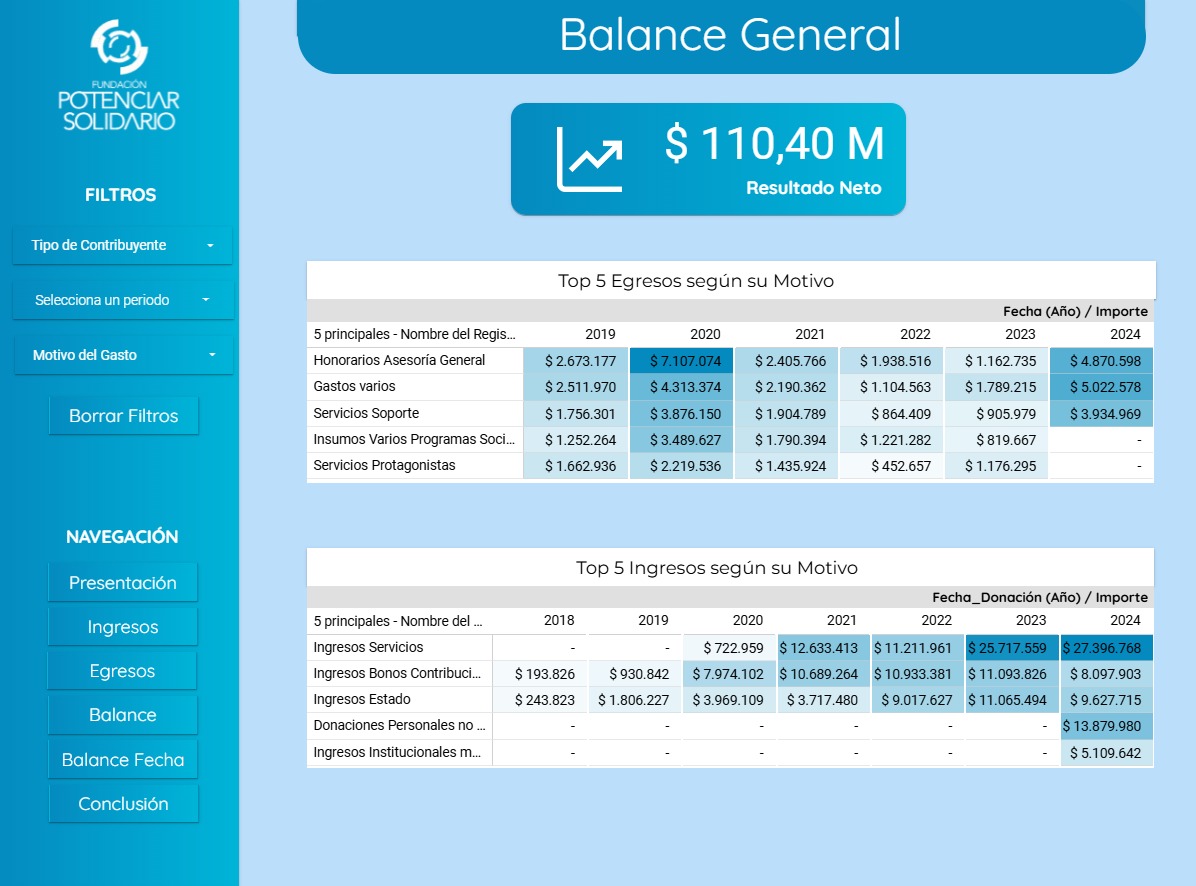 FUNDACIÓN
POTENCIAR
SOLIDARIO
FILTROS
Tipo de Contribuyente
Selecciona un periodo
Motivo del Gasto
Borrar Filtros
NAVEGACIÓN
Presentación
Ingresos
Egresos
Balance
Balance Fecha
Conclusión
Balance General
$ 110,40 M
Resultado Neto
Top 5 Egresos según su Motivo
Fecha (Año) / Importe
5 principales - Nombre del Regis... 2019 2020 2021 2022 2023 2024
Honorarios Asesoría General $ 2.673.177 $ 7.107.074 $ 2.405.766 $ 1.938.516 $ 1.162.735 $ 4.870.598
Gastos varios $ 2.511.970 $ 4.313.374 $ 2.190.362 $ 1.104.563 $ 1.789.215 $ 5.022.578
Servicios Soporte $ 1.756.301 $ 3.876.150 $ 1.904.789 $ 864.409 $ 905.979 $ 3.934.969
Insumos Varios Programas Soci... $ 1.252.264 $ 3.489.627 $ 1.790.394 $ 1.221.282 $ 819.667 -
Servicios Protagonistas $ 1.662.936 $ 2.219.536 $ 1.435.924 $ 452.657 $ 1.176.295 -
Top 5 Ingresos según su Motivo
Fecha_Donación (Año) / Importe
5 principales - Nombre del ... 2018 2019 2020 2021 2022 2023 2024
Ingresos Servicios - - $ 722.959 $ 12.633.413 $ 11.211.961 $ 25.717.559 $ 27.396.768
Ingresos Bonos Contribuci... $ 193.826 $ 930.842 $ 7.974.102 $ 10.689.264 $ 10.933.381 $ 11.093.826 $ 8.097.903
Ingresos Estado $ 243.823 $ 1.806.227 $ 3.969.109 $ 3.717.480 $ 9.017.627 $ 11.065.494 $ 9.627.715
Donaciones Personales no ... - - - - - - $ 13.879.980
Ingresos Institucionales m... - - - - - - $ 5.109.642